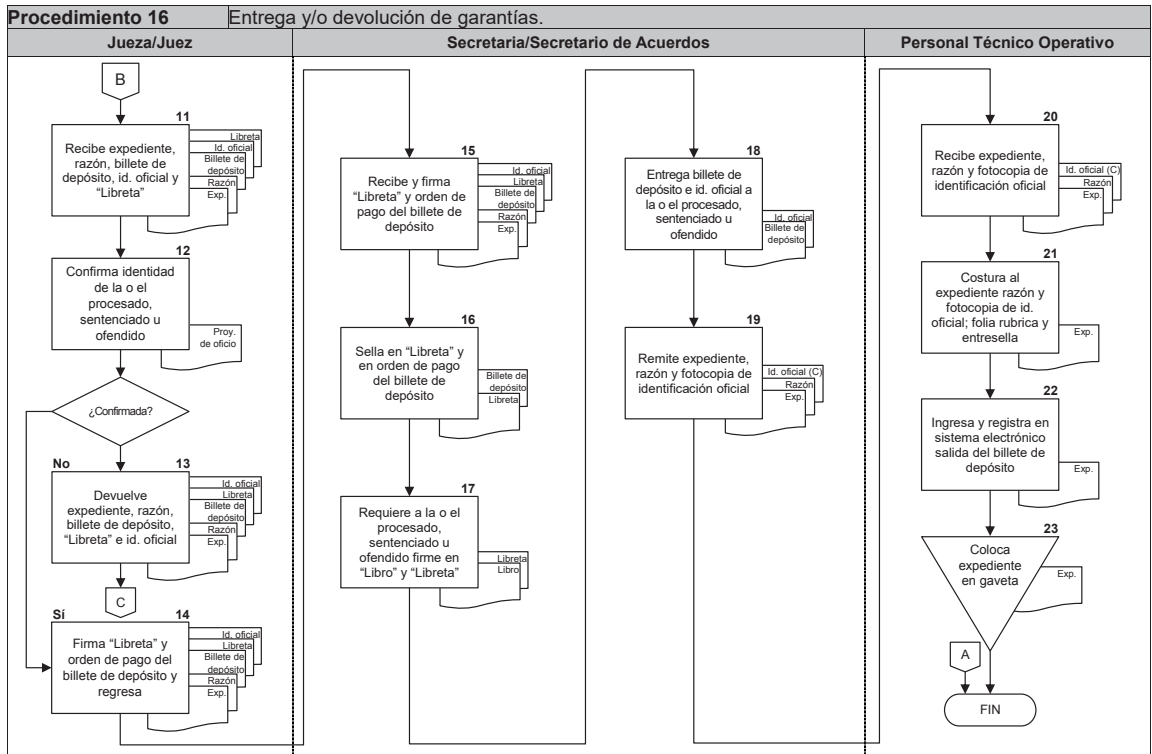 Procedimiento 16 Entrega y/o devolución de garantías.
Jueza/Juez
Secretaria/Secretario de Acuerdos
Personal Técnico Operativo
B
11
Recibe expediente,
razón, billete de
depósito, id. oficial y
“Libreta”
Libreta
Id. oficial
Billete de
depósito
Razón
Exp.
12
Confirma identidad
de la o el
procesado,
sentenciado u
ofendido
Proy.
de oficio
¿Confirmada?
No
13
Devuelve
expediente, razón,
billete de depósito,
“Libreta” e id. oficial
Id. oficial
Libreta
Billete de
depósito
Razón
Exp.
C
Sí
14
Firma “Libreta” y
orden de pago del
billete de depósito y
regresa
Id. oficial
Libreta
Billete de
depósito
Razón
Exp.
15
Recibe y firma
“Libreta” y orden de
pago del billete de
depósito
Id. oficial
Libreta
Billete de
depósito
Razón
Exp.
16
Sella en “Libreta” y
en orden de pago
del billete de
depósito
Billete de
depósito
Libreta
17
Requiere a la o el
procesado,
sentenciado u
ofendido firme en
“Libro” y “Libreta”
Libreta
Libro
18
Entrega billete de
depósito e id. oficial a
la o el procesado,
sentenciado u
ofendido
Id. oficial
Billete de
depósito
19
Remite expediente,
razón y fotocopia de
identificación oficial
Id. oficial (C)
Razón
Exp.
20
Recibe expediente,
razón y fotocopia de
identificación oficial
Id. oficial (C)
Razón
Exp.
21
Costura al
expediente razón y
fotocopia de id.
oficial; folia rubrica y
entresella
Exp.
22
Ingresa y registra en
sistema electrónico
salida del billete de
depósito
Exp.
23
Coloca
expediente
en gaveta
Exp.
A
FIN